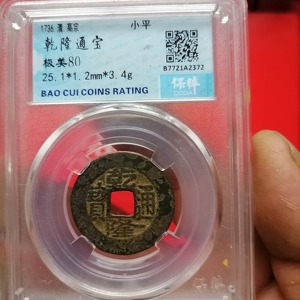 1736 清 高宗
小平
乾隆通宝
极美80
25.1*1.2mm*3.4g
B7721A2372
保粹
BAO CUI COINS RATING
乾
寶 通
隆